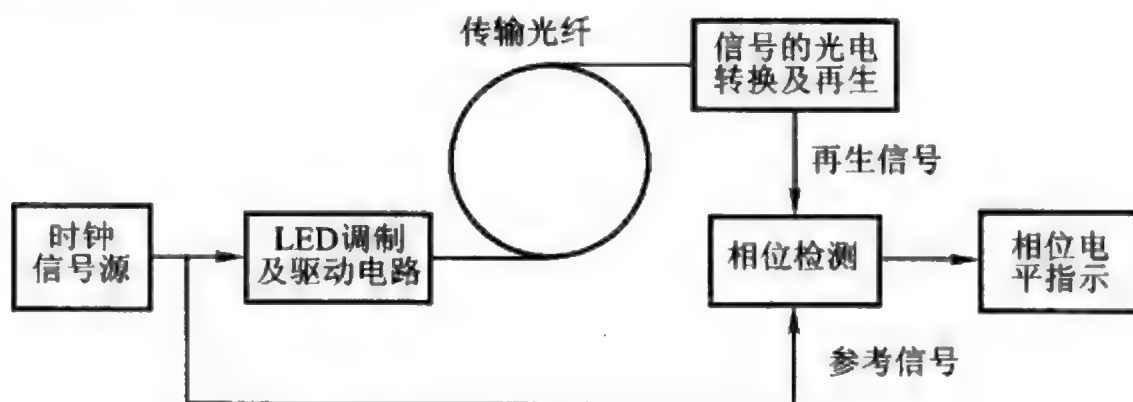 传输光纤
信号的光电
转换及再生
再生信号
时钟
信号源
LED调制
及驱动电路
相位检测
相位电
平指示
参考信号